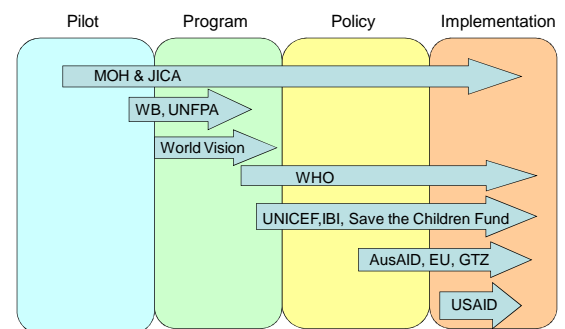 Pilot Program Policy Implementation
MOH & JICA
WB, UNFPA
World Vision
WHO
UNICEF,IBI, Save the Children Fund
AusAID, EU, GTZ
USAID